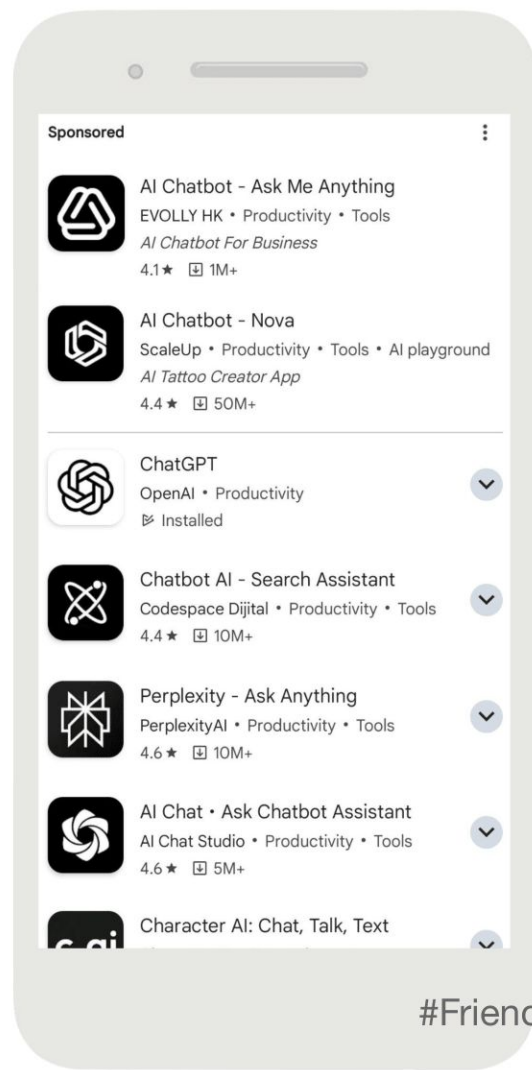 Sponsored
AI Chatbot - Ask Me Anything
EVOLLY HK • Productivity • Tools
AI Chatbot For Business
4.1★ 1M+
AI Chatbot - Nova
ScaleUp • Productivity • Tools • AI playground
AI Tattoo Creator App
4.4 ★ 50M+
ChatGPT
OpenAI • Productivity
Installed
Chatbot AI - Search Assistant
Codespace Dijital • Productivity • Tools
4.4 ★ 10M+
Perplexity - Ask Anything
PerplexityAI • Productivity • Tools
4.6 ★ 10M+
AI Chat • Ask Chatbot Assistant
AI Chat Studio • Productivity • Tools
4.6 ★ 5M+
Character AI: Chat, Talk, Text
c.ai
#Friend